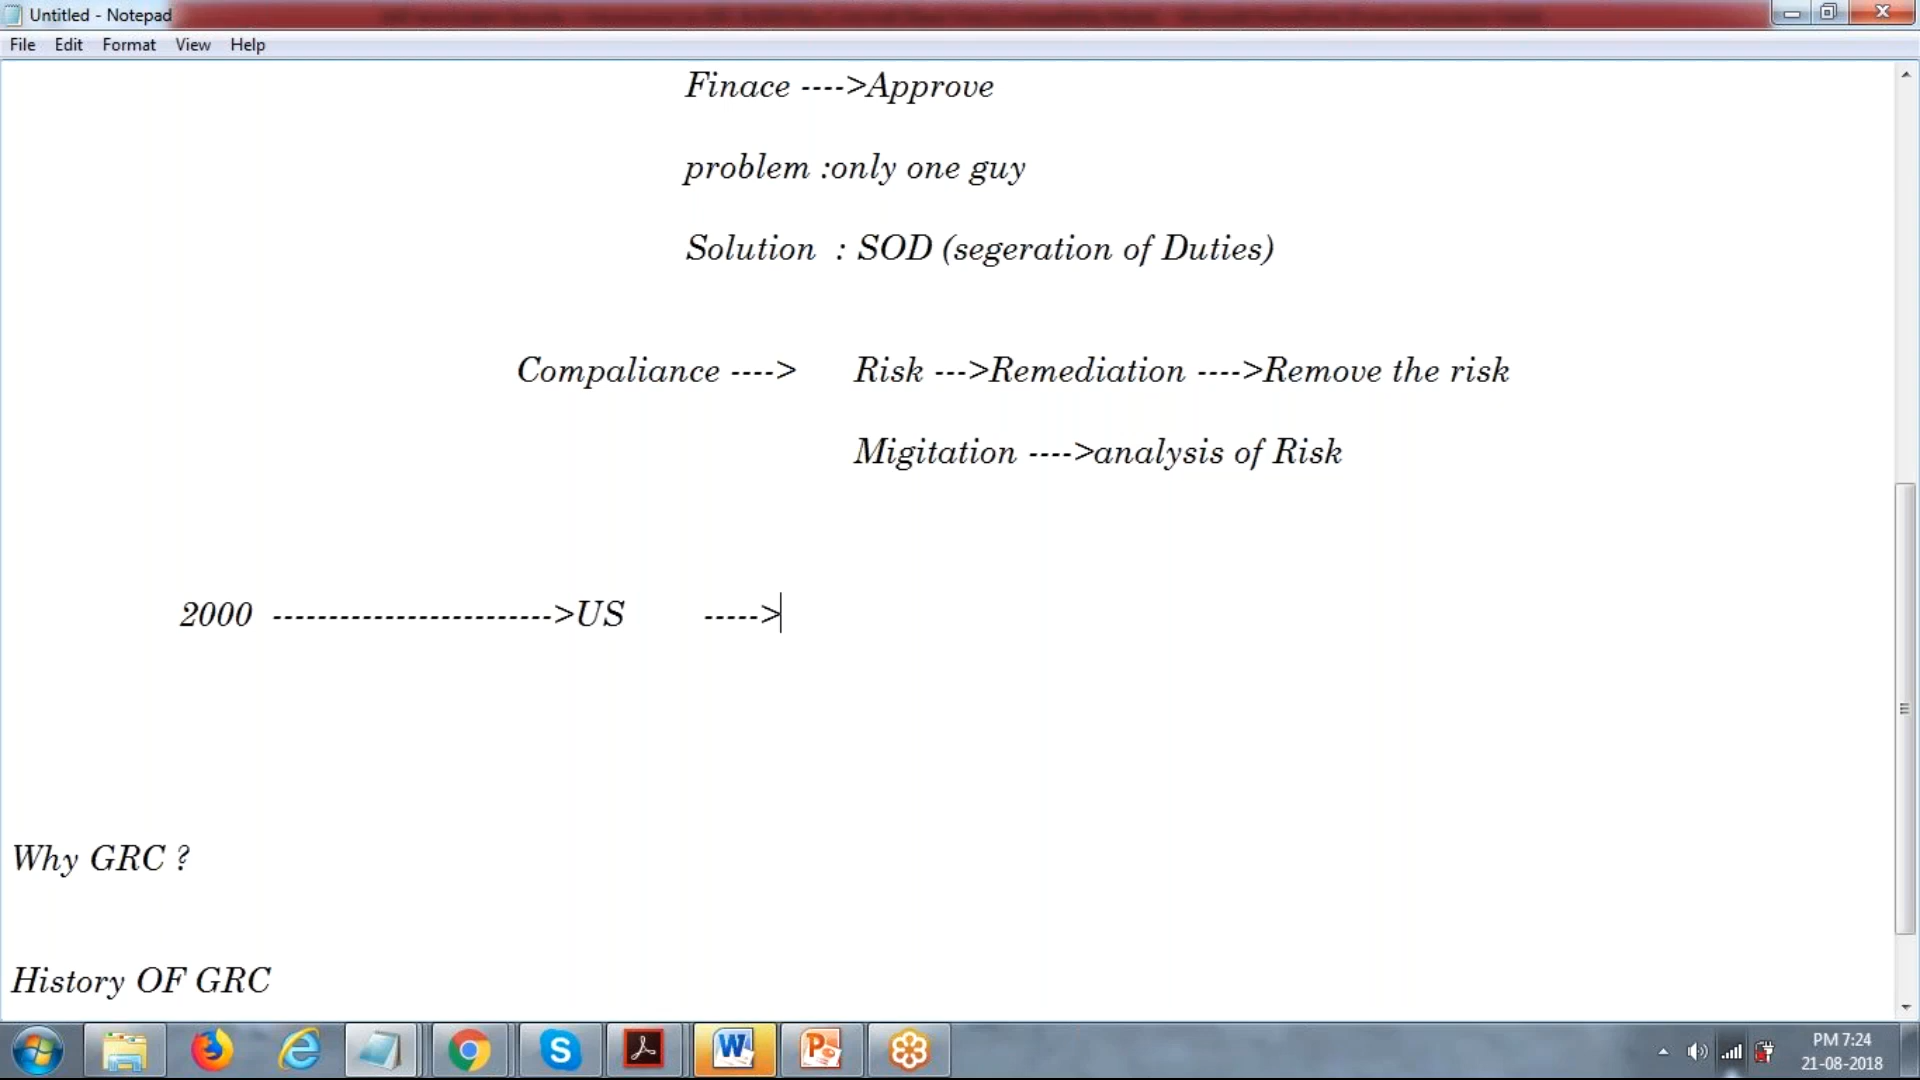 Untitled - Notepad
File Edit Format View Help
Finace ---->Approve
problem :only one guy
Solution : SOD (segeration of Duties)
Compaliance ----> Risk --->Remediation ---->Remove the risk
Migitation ---->analysis of Risk
2000 ------------------------->US ----->
Why GRC ?
History OF GRC
PM 7:24
21-08-2018